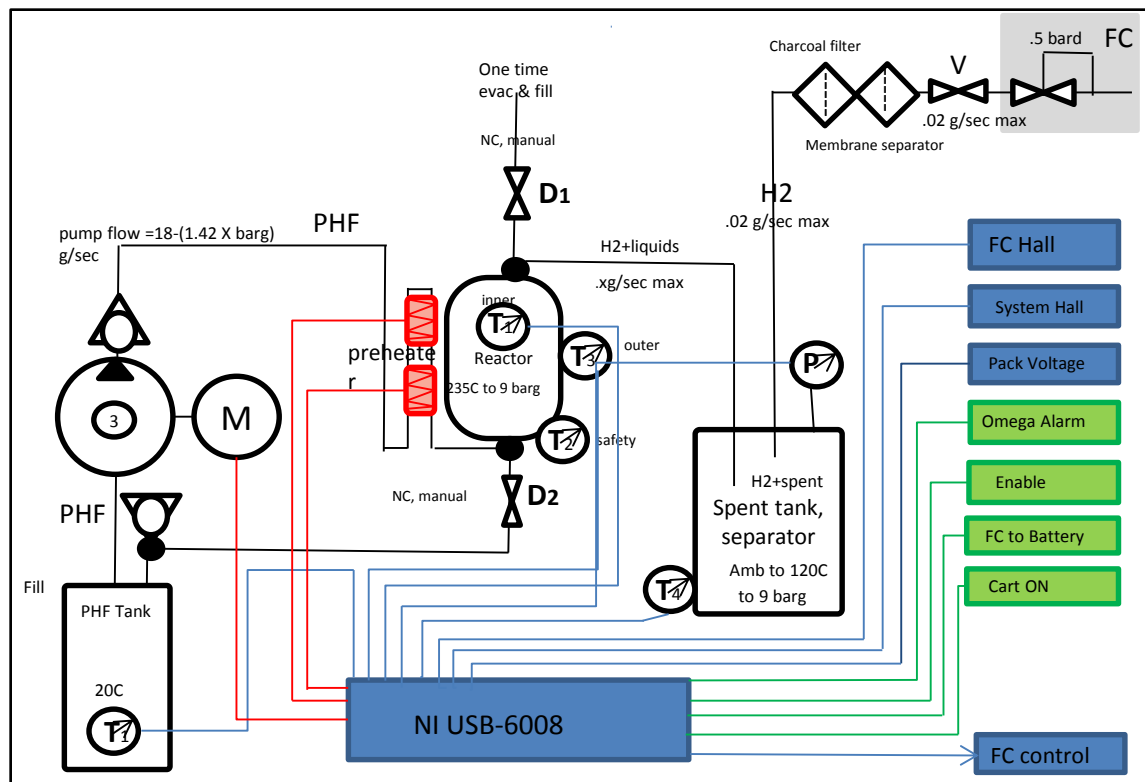 .5 bard
FC
Charcoal filter
V
.02 g/sec max
Membrane separator
One time
evac & fill
NC, manual
D1
H2
.02 g/sec max
PHF
pump flow =18-(1.42 X barg)
g/sec
H2+liquids
.xg/sec max
FC Hall
System Hall
Pack Voltage
Omega Alarm
Enable
FC to Battery
Cart ON
FC control
inner
T1
Reactor
235C to 9 barg
preheate
r
T3
outer
P
T2
safety
3
M
NC, manual
D2
PHF
H2+spent
Spent tank,
separator
Amb to 120C
to 9 barg
T4
Fill
PHF Tank
20C
T1
NI USB-6008